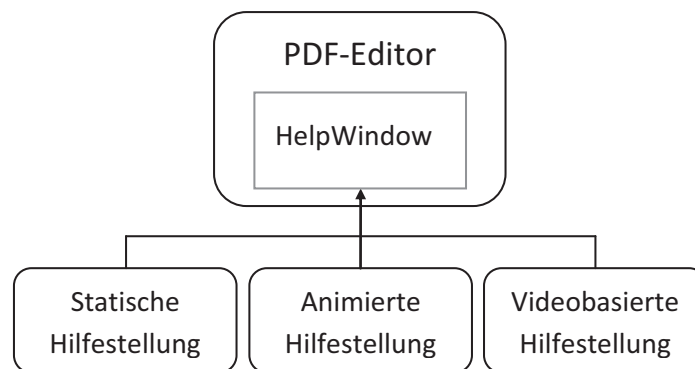 PDF-Editor
HelpWindow
Statische
Hilfestellung
Animierte
Hilfestellung
Videobasierte
Hilfestellung